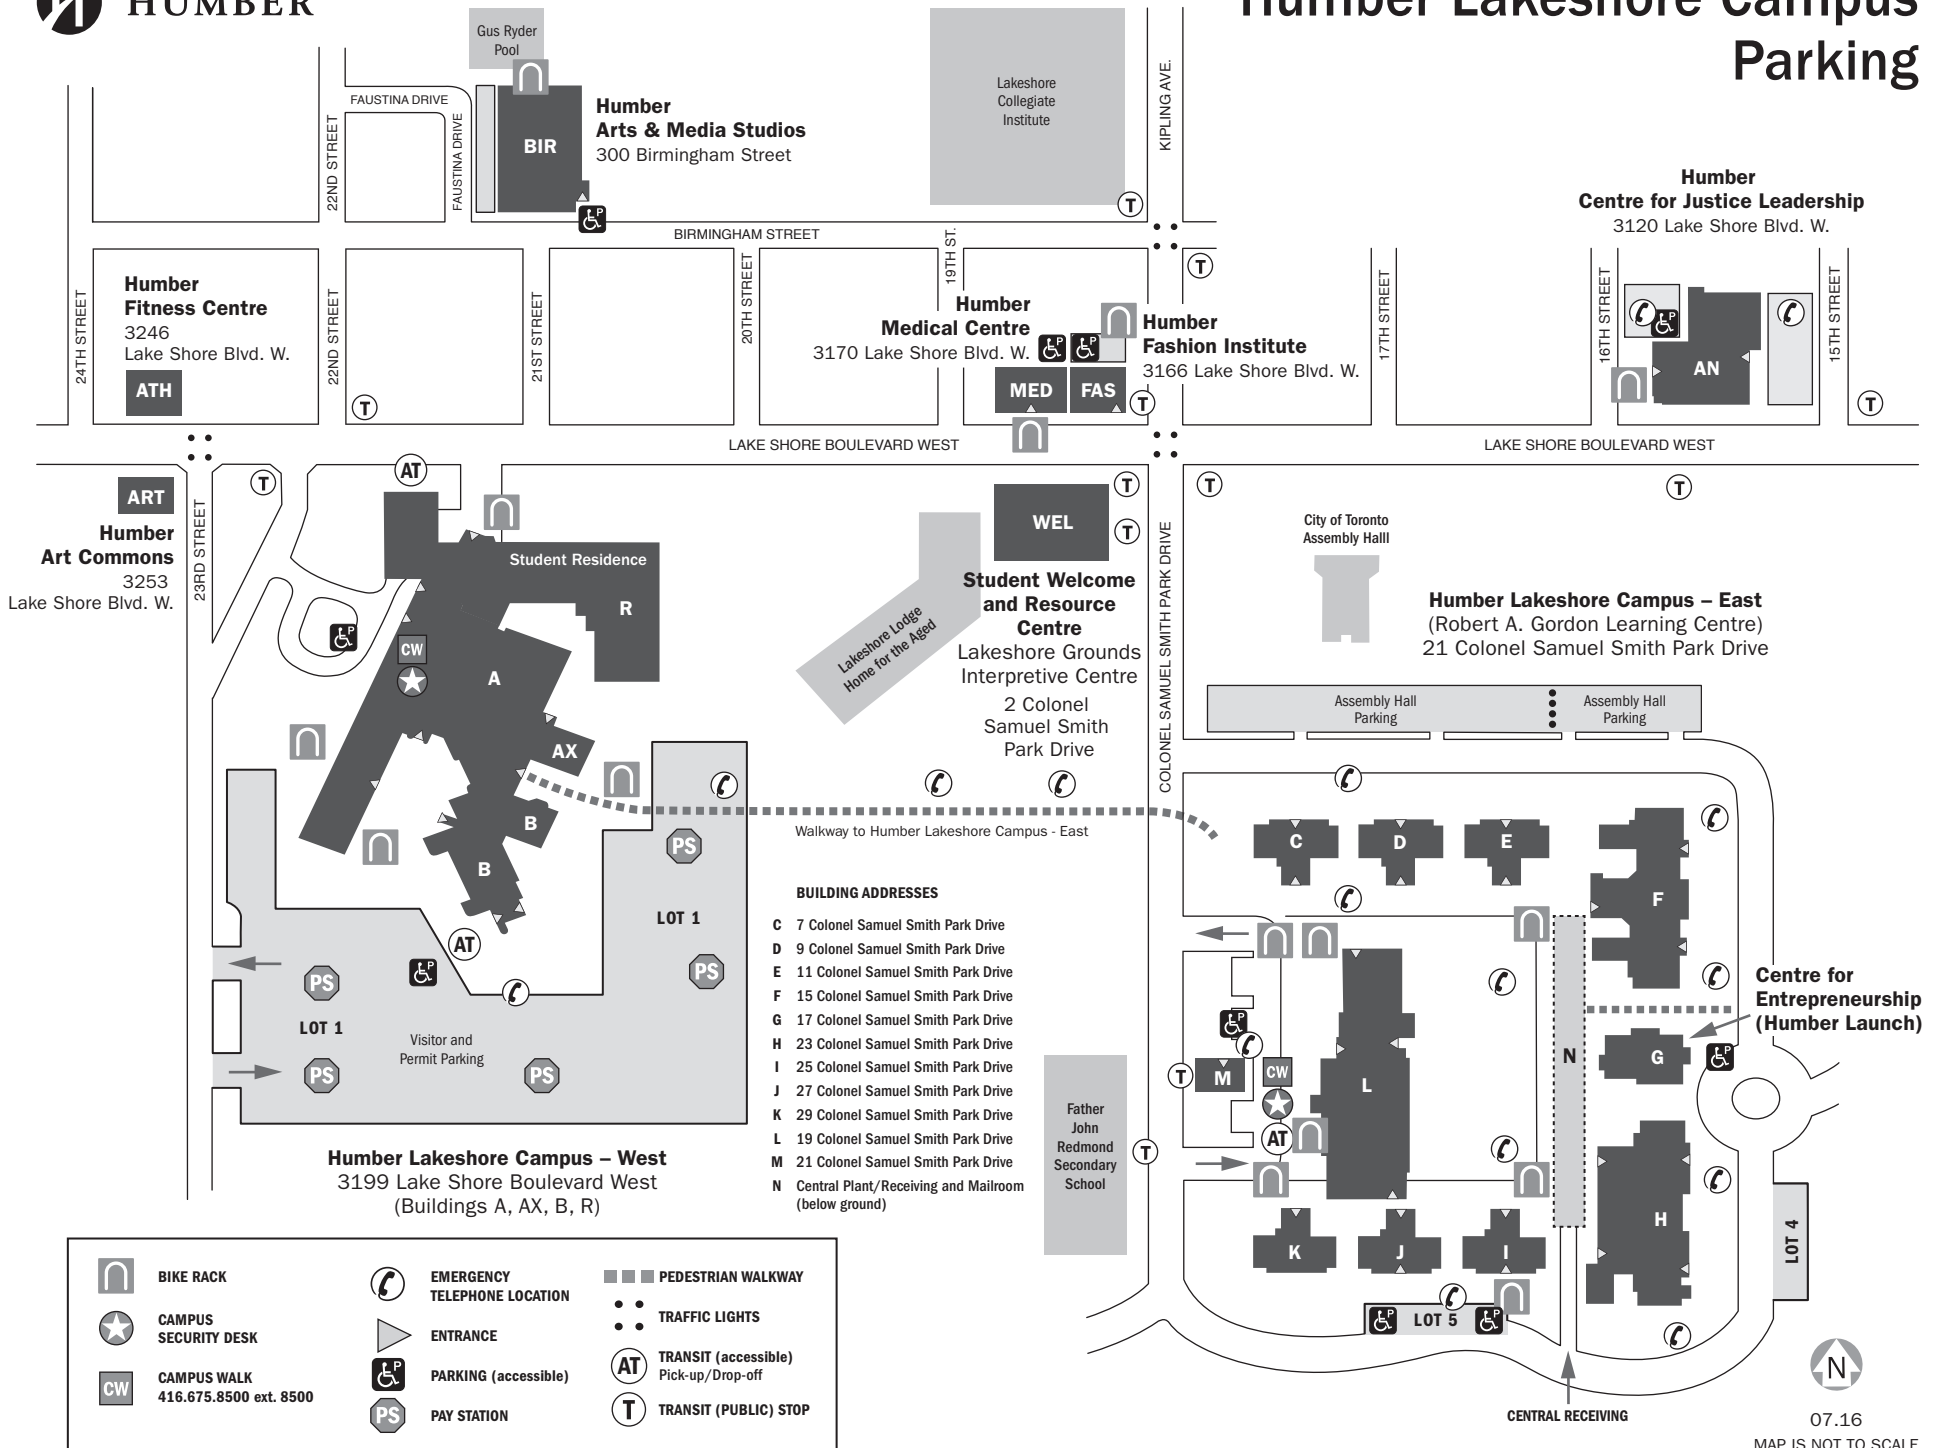 HUMBER
Humber Lakeshore Campus
Parking
Gus Ryder
Pool
FAUSTINA DRIVE
FAUSTINA DRIVE
22ND STREET
BIR
Humber
Arts & Media Studios
300 Birmingham Street
P
Lakeshore
Collegiate
Institute
KIPLING AVE.
T
BIRMINGHAM STREET
T
Humber
Centre for Justice Leadership
3120 Lake Shore Blvd. W.
24TH STREET
Humber
Fitness Centre
3246
Lake Shore Blvd. W.
ATH
22ND STREET
T
21ST STREET
20TH STREET
19TH ST.
Humber
Medical Centre
3170 Lake Shore Blvd. W.
P
P
MED
FAS
T
Humber
Fashion Institute
3166 Lake Shore Blvd. W.
17TH STREET
16TH STREET
P
AN
15TH STREET
T
LAKE SHORE BOULEVARD WEST
LAKE SHORE BOULEVARD WEST
ART
Humber
Art Commons
3253
Lake Shore Blvd. W.
23RD STREET
T
AT
Student Residence
R
P
CW
A
AX
B
B
Lakeshore Lodge
Home for the Aged
WEL
T
T
Student Welcome
and Resource
Centre
Lakeshore Grounds
Interpretive Centre
2 Colonel
Samuel Smith
Park Drive
COLONEL SAMUEL SMITH PARK DRIVE
T
T
City of Toronto
Assembly Halll
Humber Lakeshore Campus – East
(Robert A. Gordon Learning Centre)
21 Colonel Samuel Smith Park Drive
Assembly Hall
Parking
Assembly Hall
Parking
Walkway to Humber Lakeshore Campus - East
PS
LOT 1
PS
AT
P
PS
LOT 1
PS
Visitor and
Permit Parking
PS
Humber Lakeshore Campus – West
3199 Lake Shore Boulevard West
(Buildings A, AX, B, R)
BUILDING ADDRESSES
C 7 Colonel Samuel Smith Park Drive
D 9 Colonel Samuel Smith Park Drive
E 11 Colonel Samuel Smith Park Drive
F 15 Colonel Samuel Smith Park Drive
G 17 Colonel Samuel Smith Park Drive
H 23 Colonel Samuel Smith Park Drive
I 25 Colonel Samuel Smith Park Drive
J 27 Colonel Samuel Smith Park Drive
K 29 Colonel Samuel Smith Park Drive
L 19 Colonel Samuel Smith Park Drive
M 21 Colonel Samuel Smith Park Drive
N Central Plant/Receiving and Mailroom
(below ground)
Father
John
Redmond
Secondary
School
T
C
D
E
F
P
T
M
CW
AT
L
N
G
P
Centre for
Entrepreneurship
(Humber Launch)
H
K
J
I
P
LOT 5
P
LOT 4
CENTRAL RECEIVING
BIKE RACK
CAMPUS
SECURITY DESK
CW
CAMPUS WALK
416.675.8500 ext. 8500
EMERGENCY
TELEPHONE LOCATION
ENTRANCE
P
PARKING (accessible)
PS
PAY STATION
PEDESTRIAN WALKWAY
TRAFFIC LIGHTS
AT
TRANSIT (accessible)
Pick-up/Drop-off
T
TRANSIT (PUBLIC) STOP
N
07.16
MAP IS NOT TO SCALE